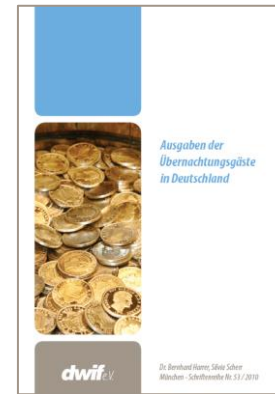 Ausgaben der
Übernachtungsgäste
in Deutschland
dwif e.V.
Dr. Bernhard Harrer, Silvia Scherr
München - Schriftenreihe Nr. 53 / 2010